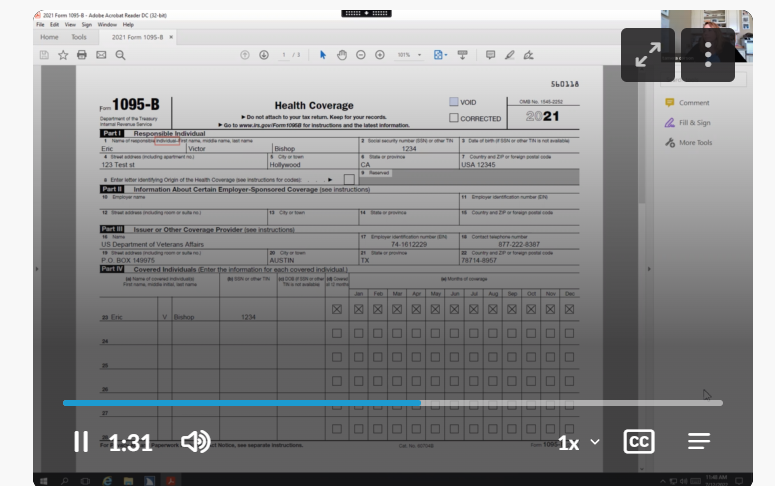 2021 Form 1095-B - Adobe Acrobat Reader DC (32-bit)
File Edit View Sign Window Help
Home Tools 2021 Form 1095-B ×
1 / 3 101%
560118
Form 1095-B
Department of the Treasury
Internal Revenue Service
Health Coverage
► Do not attach to your tax return. Keep for your records.
► Go to www.irs.gov/Form1095B for instructions and the latest information.
VOID
CORRECTED
OMB No. 1545-2252
2021
Comment
Fill & Sign
More Tools
Part I Responsible Individual
1 Name of responsible individual–First name, middle name, last name
2 Social security number (SSN) or other TIN
3 Date of birth (if SSN or other TIN is not available)
Eric Victor Bishop 1234
4 Street address (including apartment no.) 5 City or town 6 State or province 7 Country and ZIP or foreign postal code
123 Test st Hollywood CA USA 12345
8 Enter letter identifying Origin of the Health Coverage (see instructions for codes): . . ►
9 Reserved
Part II Information About Certain Employer-Sponsored Coverage (see instructions)
10 Employer name 11 Employer identification number (EIN)
12 Street address (including room or suite no.) 13 City or town 14 State or province 15 Country and ZIP or foreign postal code
Part III Issuer or Other Coverage Provider (see instructions)
16 Name 17 Employer identification number (EIN) 18 Contact telephone number
US Department of Veterans Affairs 74-1612229 877-222-8387
19 Street address (including room or suite no.) 20 City or town 21 State or province 22 Country and ZIP or foreign postal code
P.O. BOX 149975 AUSTIN TX 78714-8957
Part IV Covered Individuals (Enter the information for each covered individual.)
(a) Name of covered individual(s)
First name, middle initial, last name
(b) SSN or other TIN
(c) DOB (if SSN or other
TIN is not available)
(d) Covered
all 12 months
(e) Months of coverage
Jan Feb Mar Apr May Jun Jul Aug Sep Oct Nov Dec
23 Eric V Bishop 1234
24
25
26
27
1:31
1x
CC
Notice, see separate instructions.
Form 1095-
11:48 AM